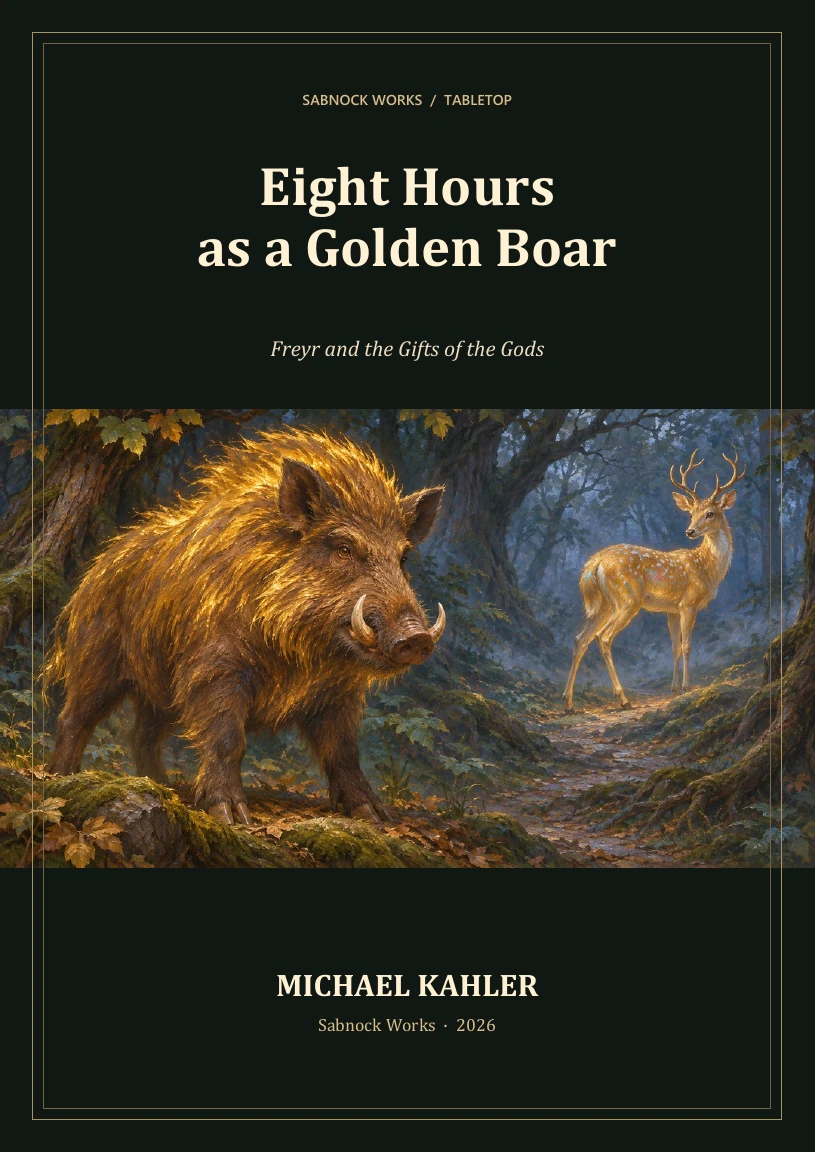 SABNOCK WORKS / TABLETOP
Eight Hours
as a Golden Boar
Freyr and the Gifts of the Gods
MICHAEL KAHLER
Sabnock Works · 2026